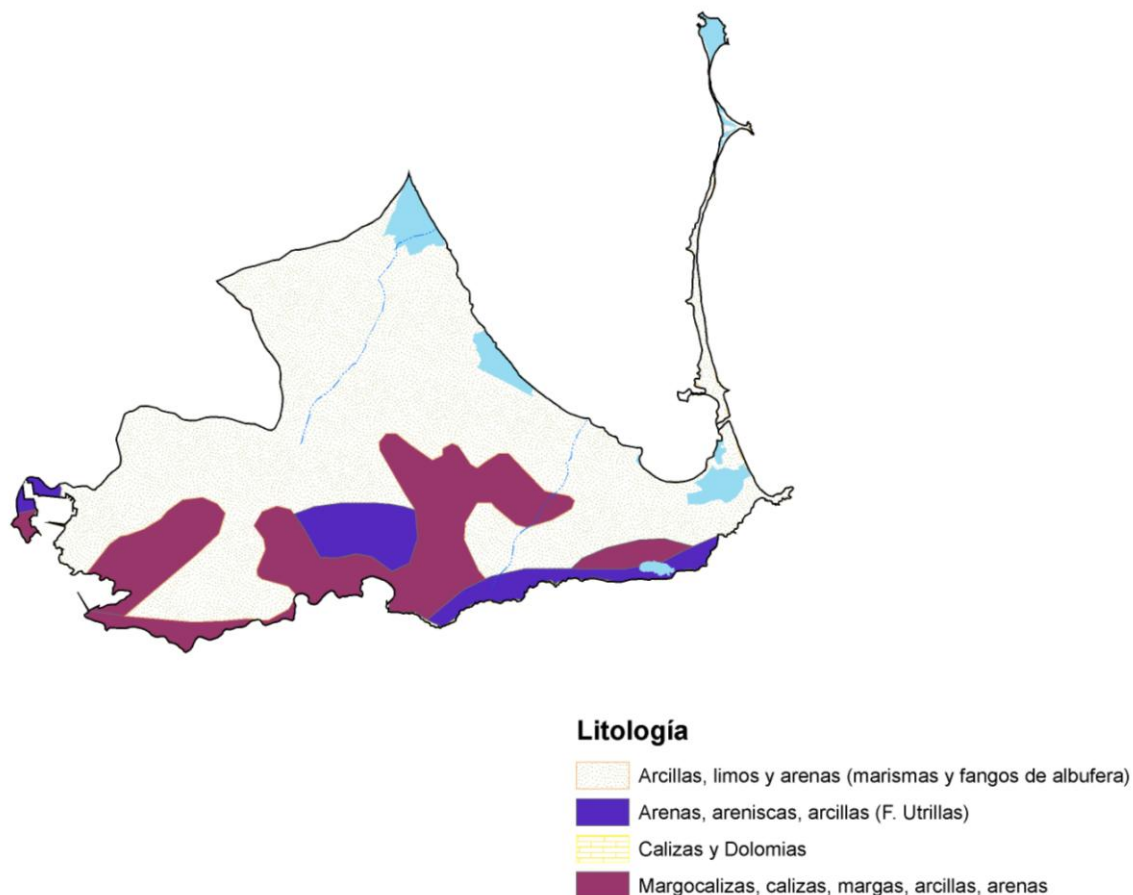 Litología
Arcillas, limos y arenas (marismas y fangos de albufera)
Arenas, areniscas, arcillas (F. Utrillas)
Calizas y Dolomias
Margocalizas, calizas, margas, arcillas, arenas